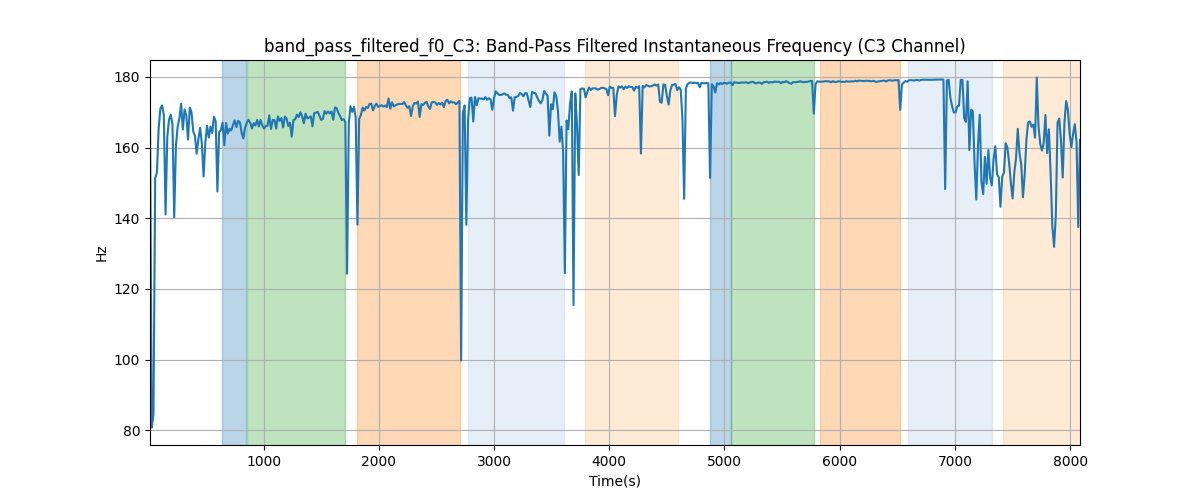 band_pass_filtered_f0_C3: Band-Pass Filtered Instantaneous Frequency (C3 Channel)
180
160
140
120
100
80
Hz
1000 2000 3000 4000 5000 6000 7000 8000
Time(s)